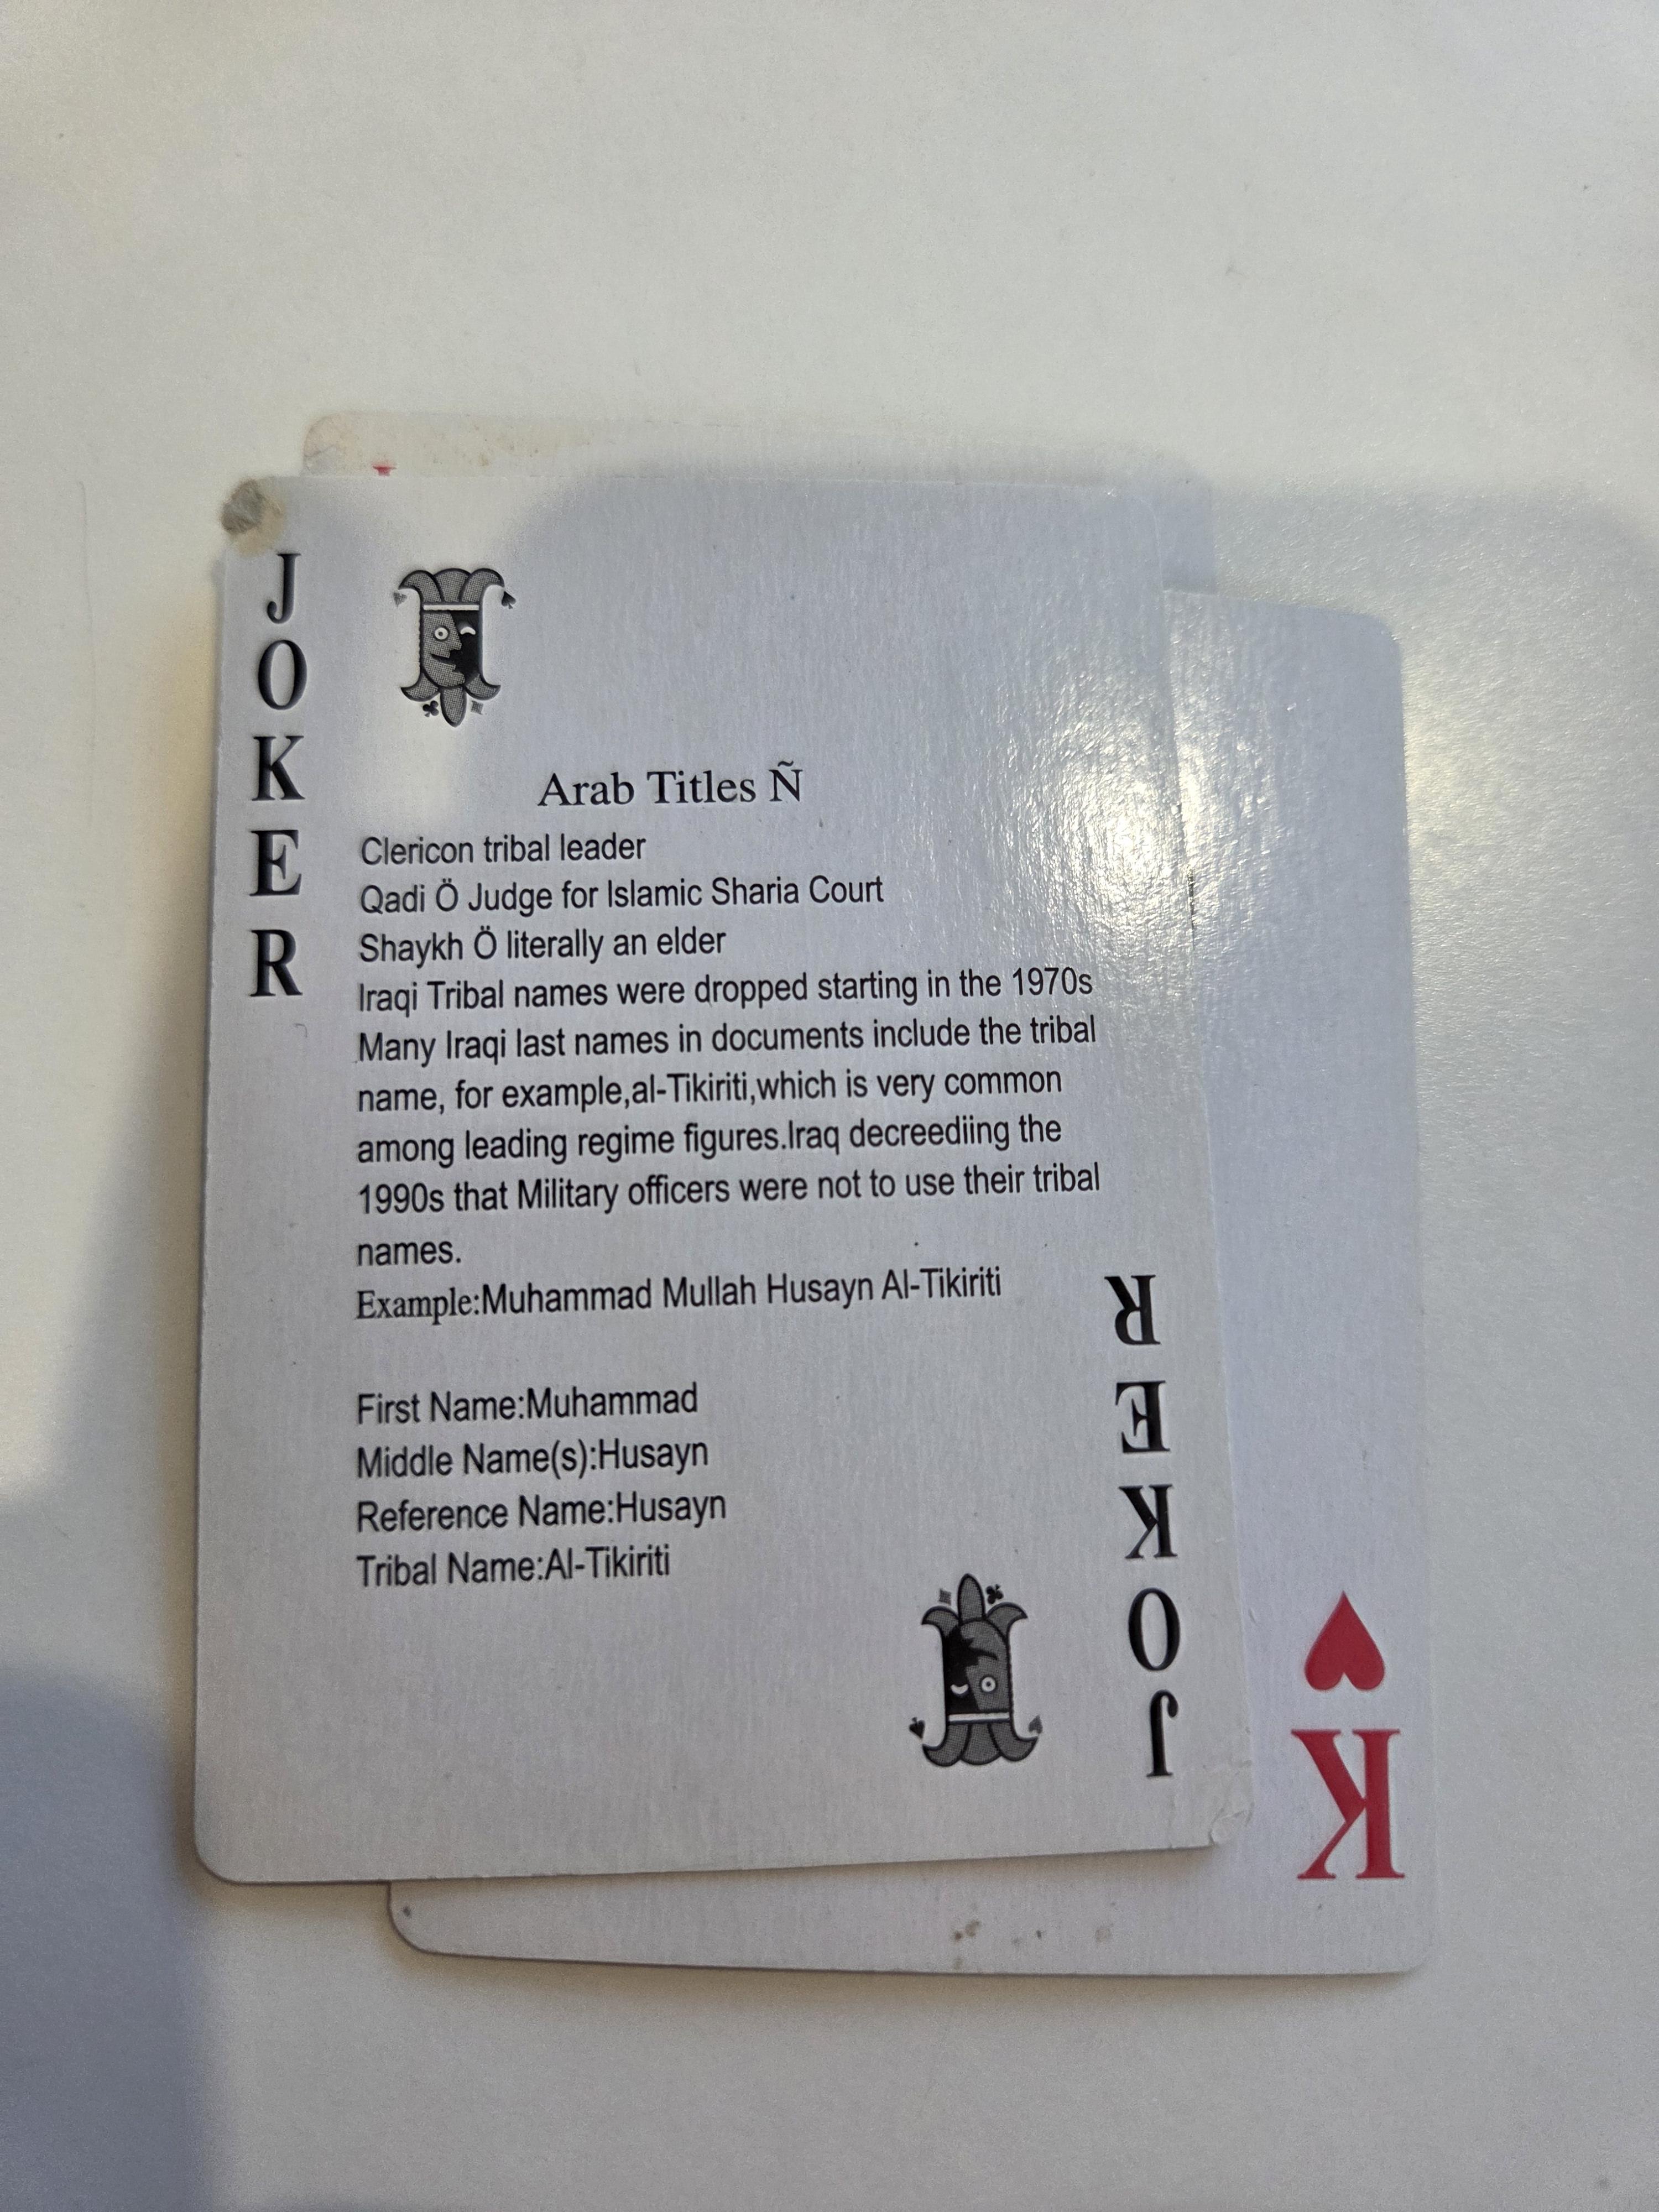 JOKER
Arab Titles Ñ
Clericon tribal leader
Qadi Ö Judge for Islamic Sharia Court
Shaykh Ö literally an elder
Iraqi Tribal names were dropped starting in the 1970s
Many Iraqi last names in documents include the tribal
name, for example,al-Tikiriti,which is very common
among leading regime figures.Iraq decreediing the
1990s that Military officers were not to use their tribal
names.
Example:Muhammad Mullah Husayn Al-Tikiriti
First Name:Muhammad
Middle Name(s):Husayn
Reference Name:Husayn
Tribal Name:Al-Tikiriti
JOKER
K